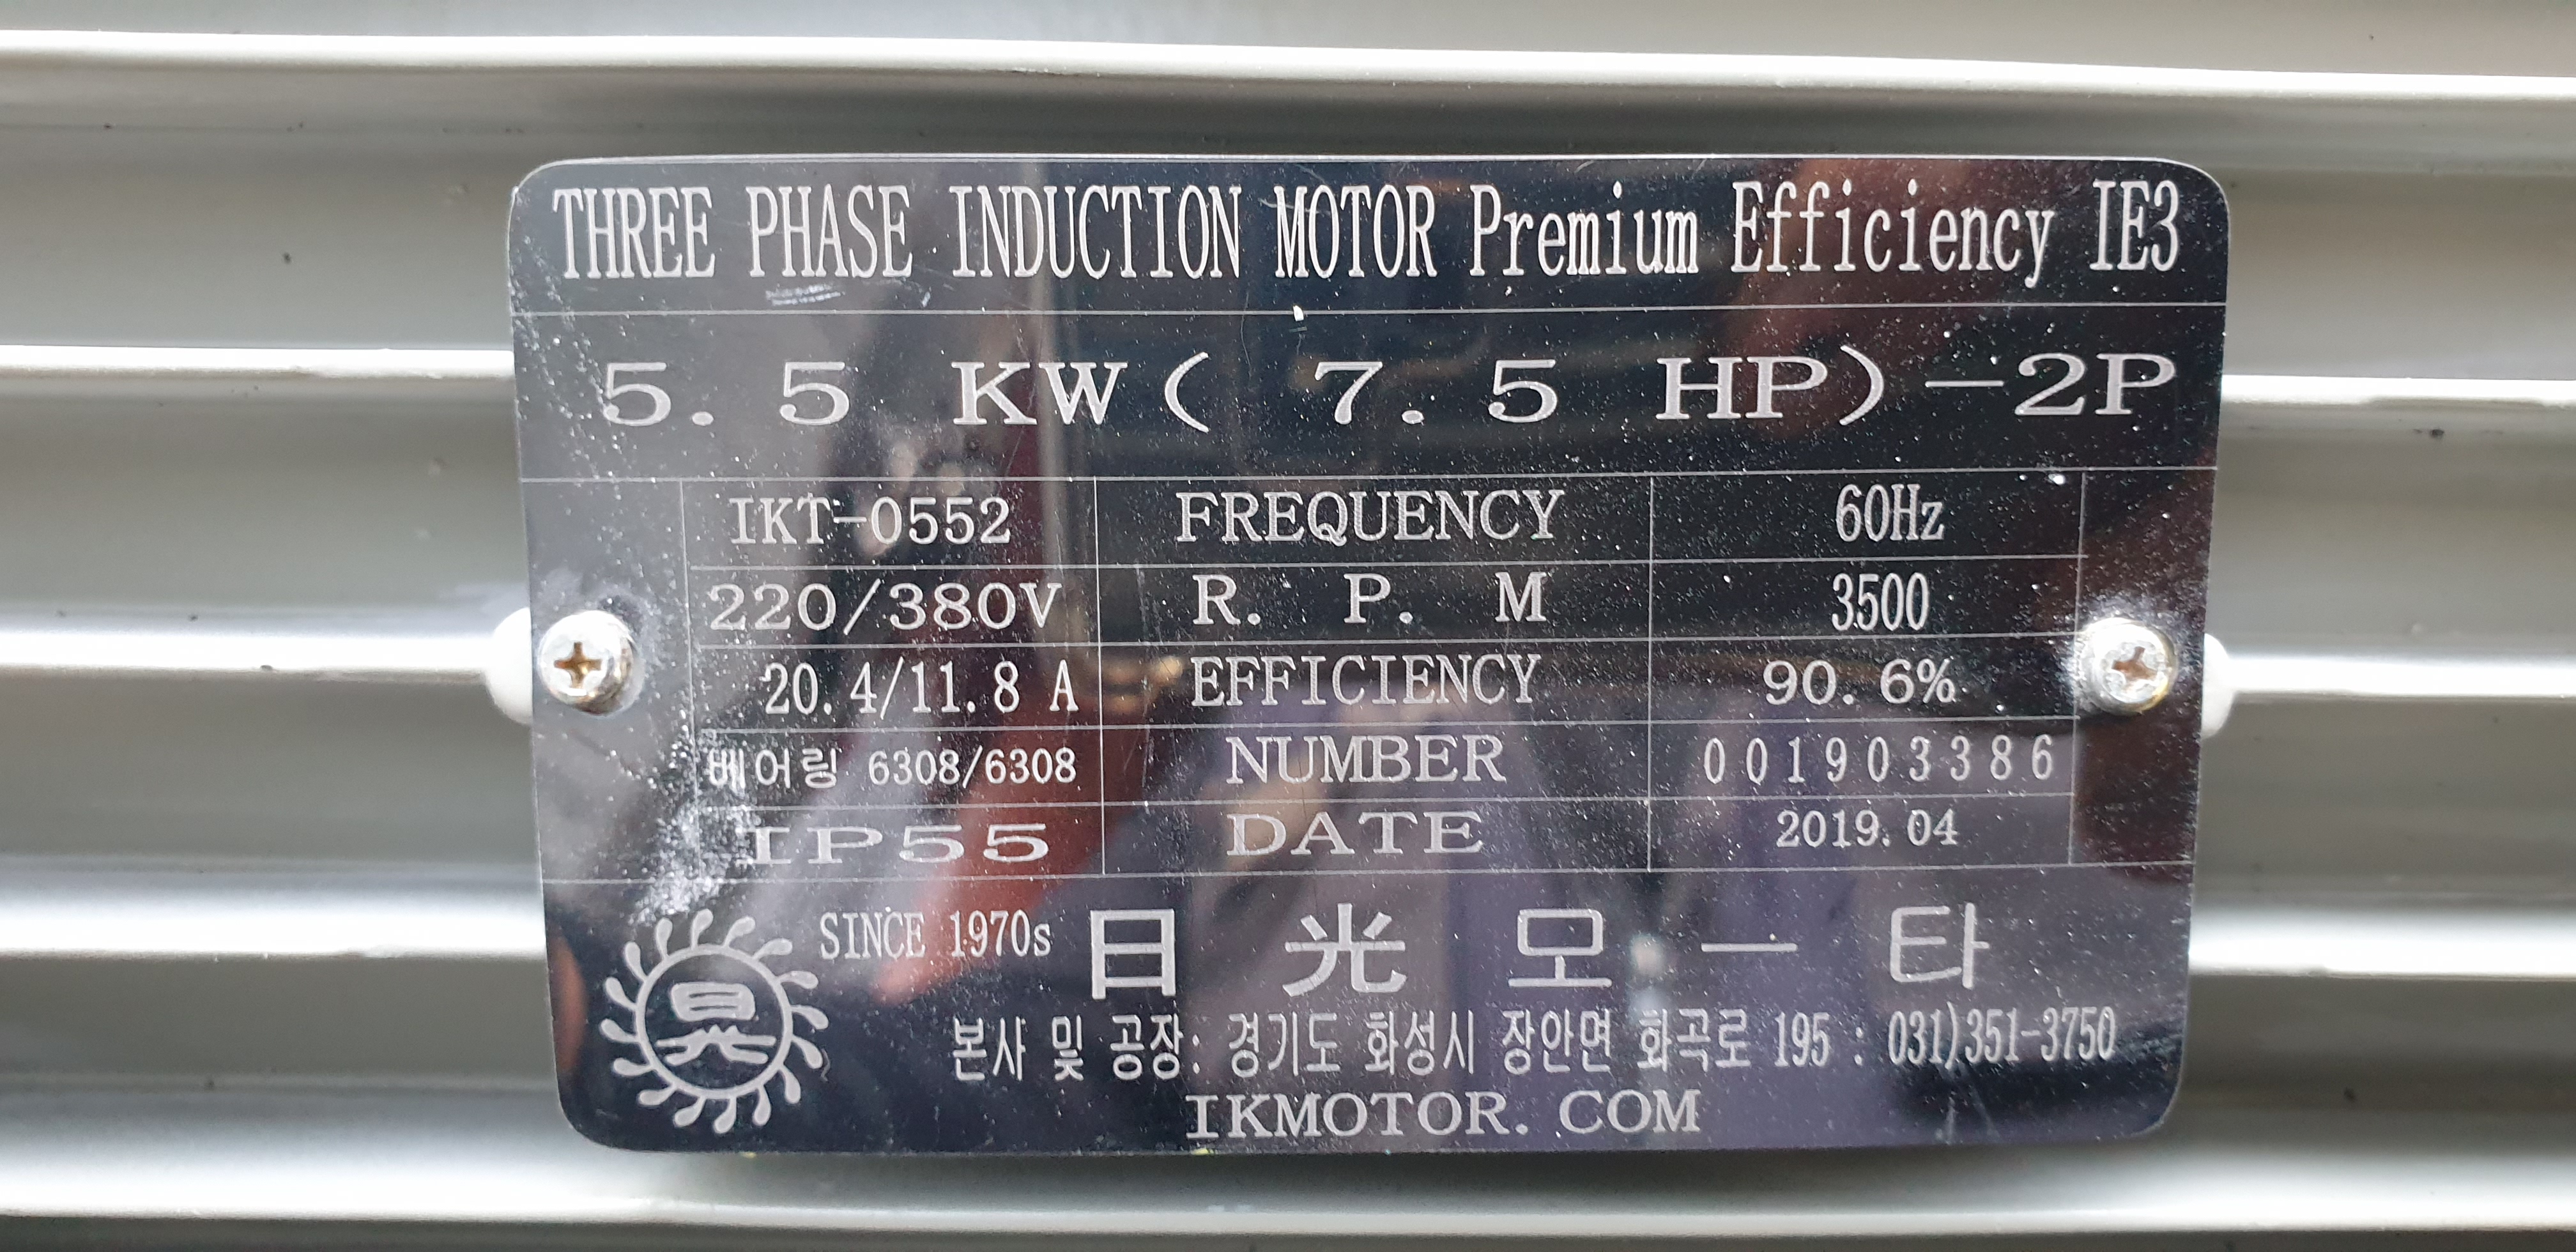 THREE PHASE INDUCTION MOTOR Premium Efficiency IE3
5.5 KW( 7.5 HP)-2P
IKT-0552 FREQUENCY 60Hz
220/380V R. P. M 3500
20.4/11.8 A EFFICIENCY 90.6%
베어링 6308/6308 NUMBER 001903386
IP55 DATE 2019.04
日光 SINCE 1970s 日光모一타
본사 및 공장: 경기도 화성시 장안면 화곡로 195 : 031)351-3750
IKMOTOR.COM